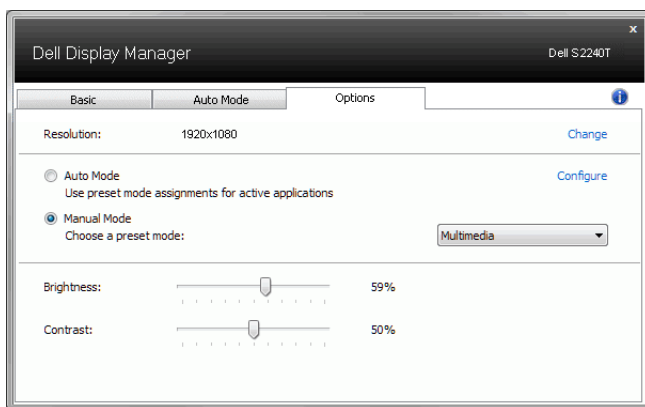 x
Dell Display Manager
Dell S2240T
Basic
Auto Mode
Options
i
Resolution:
1920x1080
Change
Auto Mode
Configure
Use preset mode assignments for active applications
Manual Mode
Choose a preset mode:
Multimedia
Brightness:
59%
Contrast:
50%